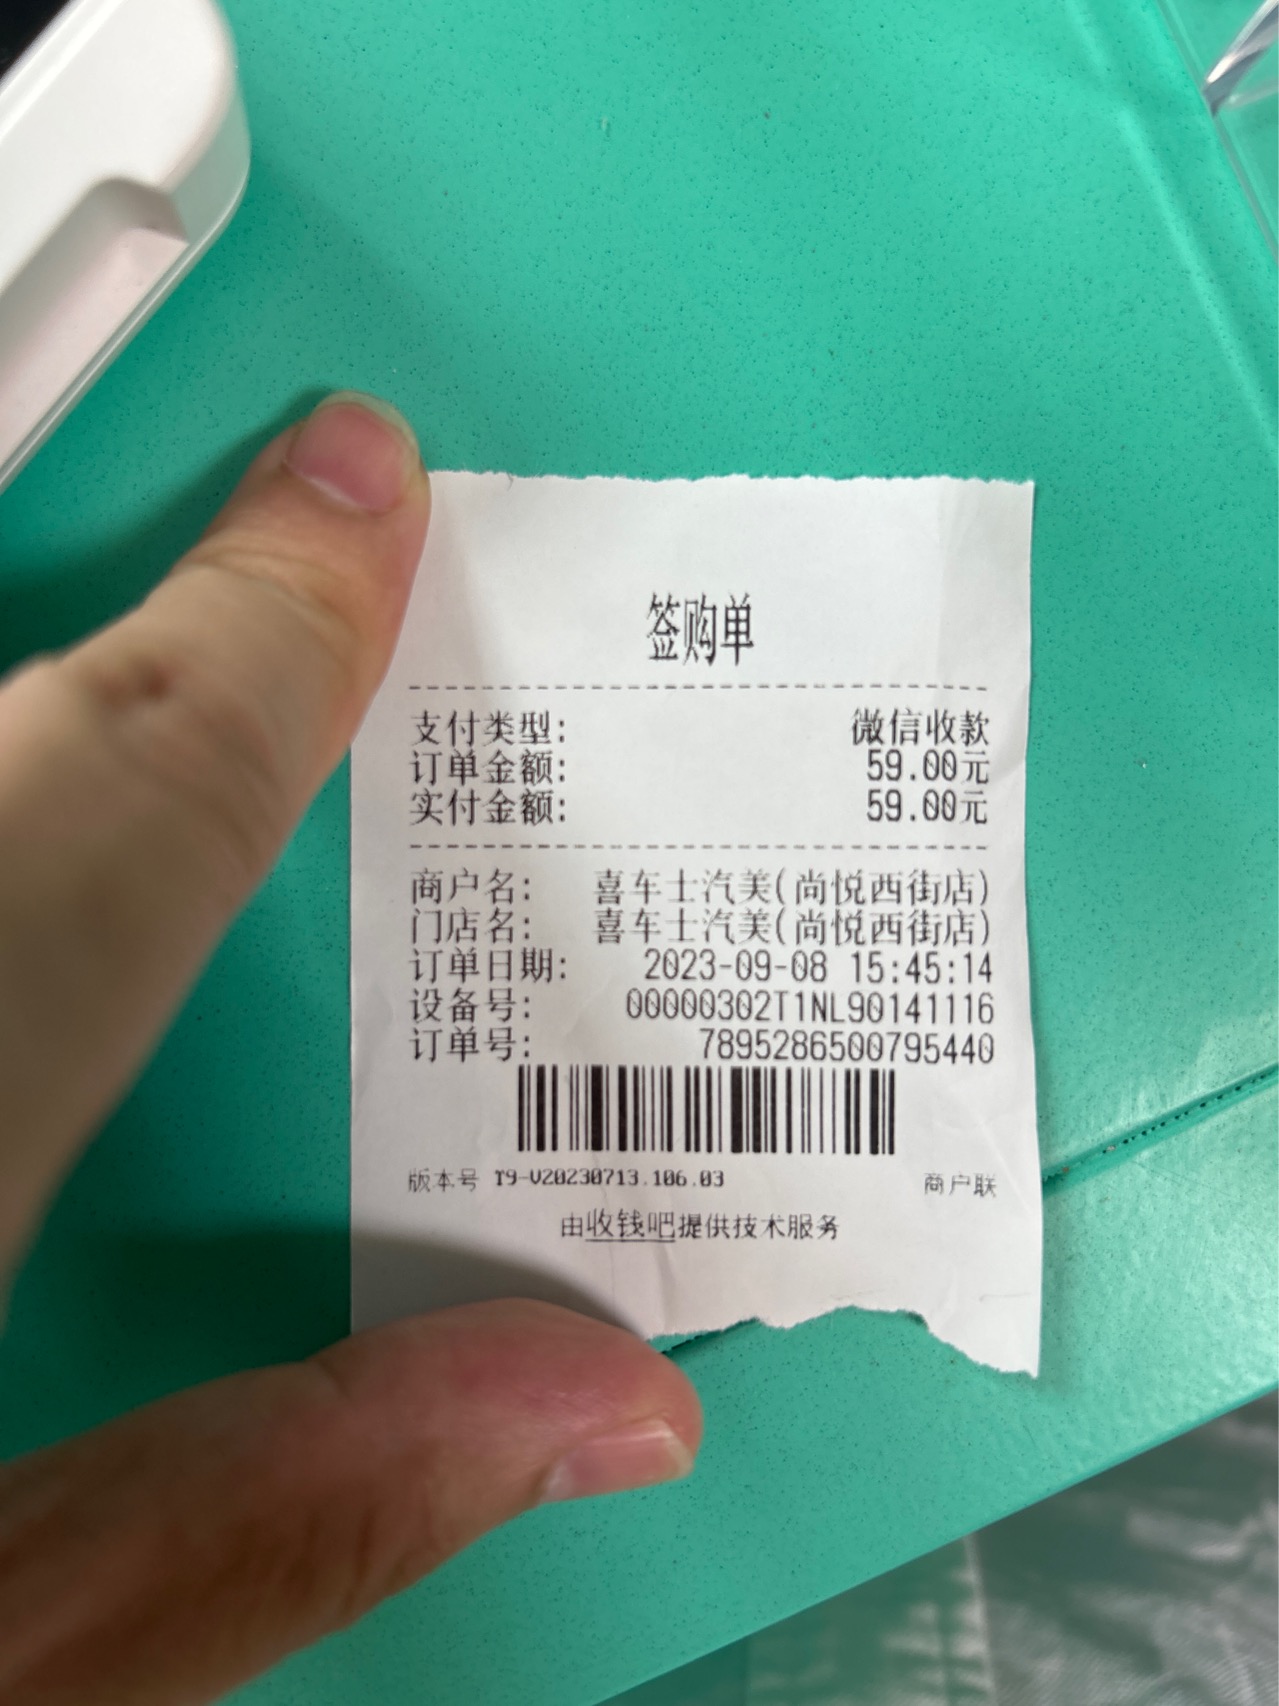 签购单
支付类型: 微信收款
订单金额: 59.00元
实付金额: 59.00元
商户名: 喜车士汽美(尚悦西街店)
门店名: 喜车士汽美(尚悦西街店)
订单日期: 2023-09-08 15:45:14
设备号: 00000302T1NL90141116
订单号: 7895286500795440
版本号 T9-V20230713.106.03 商户联
由收钱吧提供技术服务